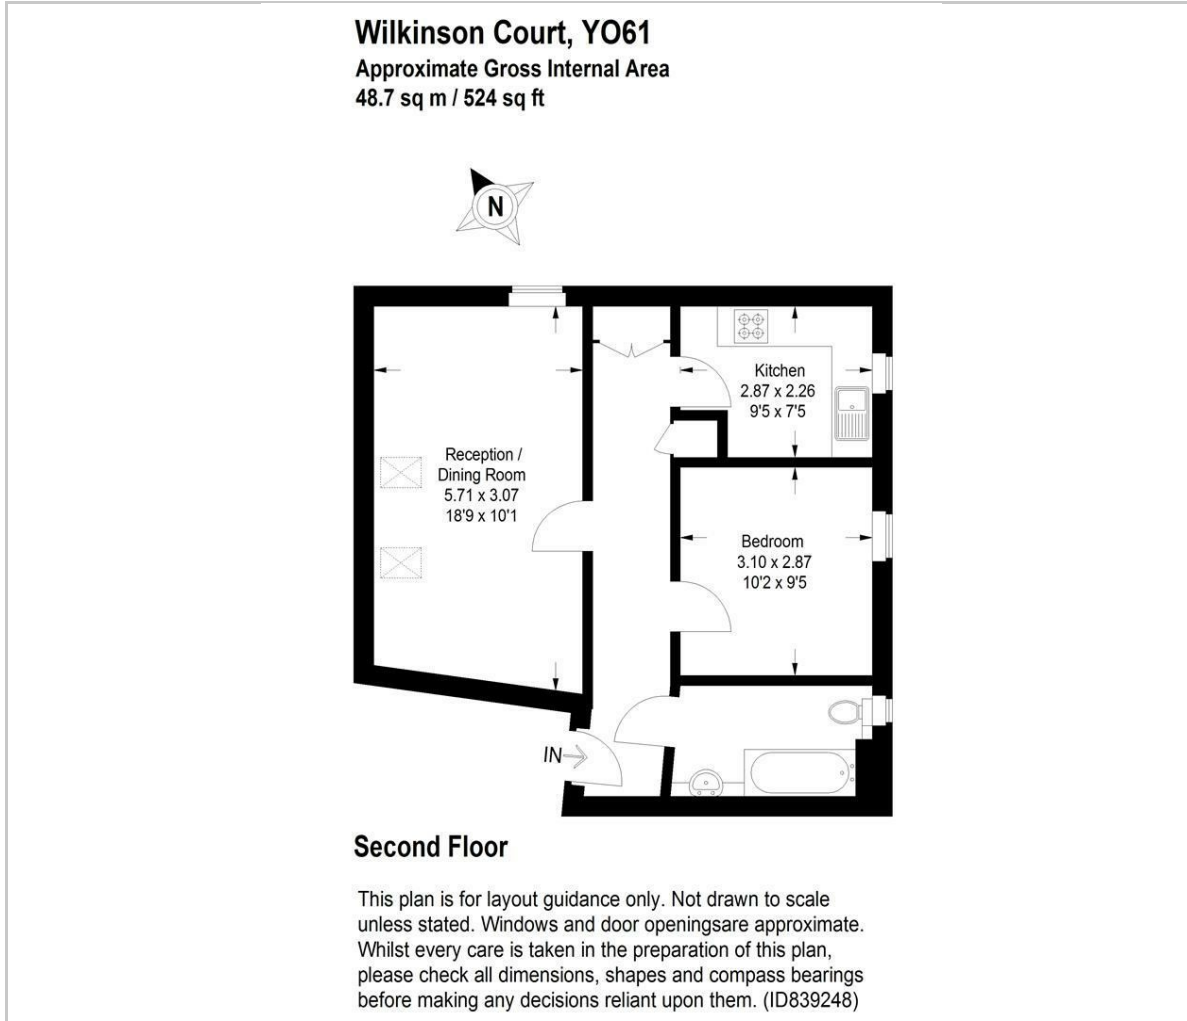 Wilkinson Court, YO61
Approximate Gross Internal Area
48.7 sq m / 524 sq ft
N
Kitchen
2.87 x 2.26
9'5 x 7'5
Reception /
Dining Room
5.71 x 3.07
18'9 x 10'1
Bedroom
3.10 x 2.87
10'2 x 9'5
IN
Second Floor
This plan is for layout guidance only. Not drawn to scale
unless stated. Windows and door openingsare approximate.
Whilst every care is taken in the preparation of this plan,
please check all dimensions, shapes and compass bearings
before making any decisions reliant upon them. (ID839248)